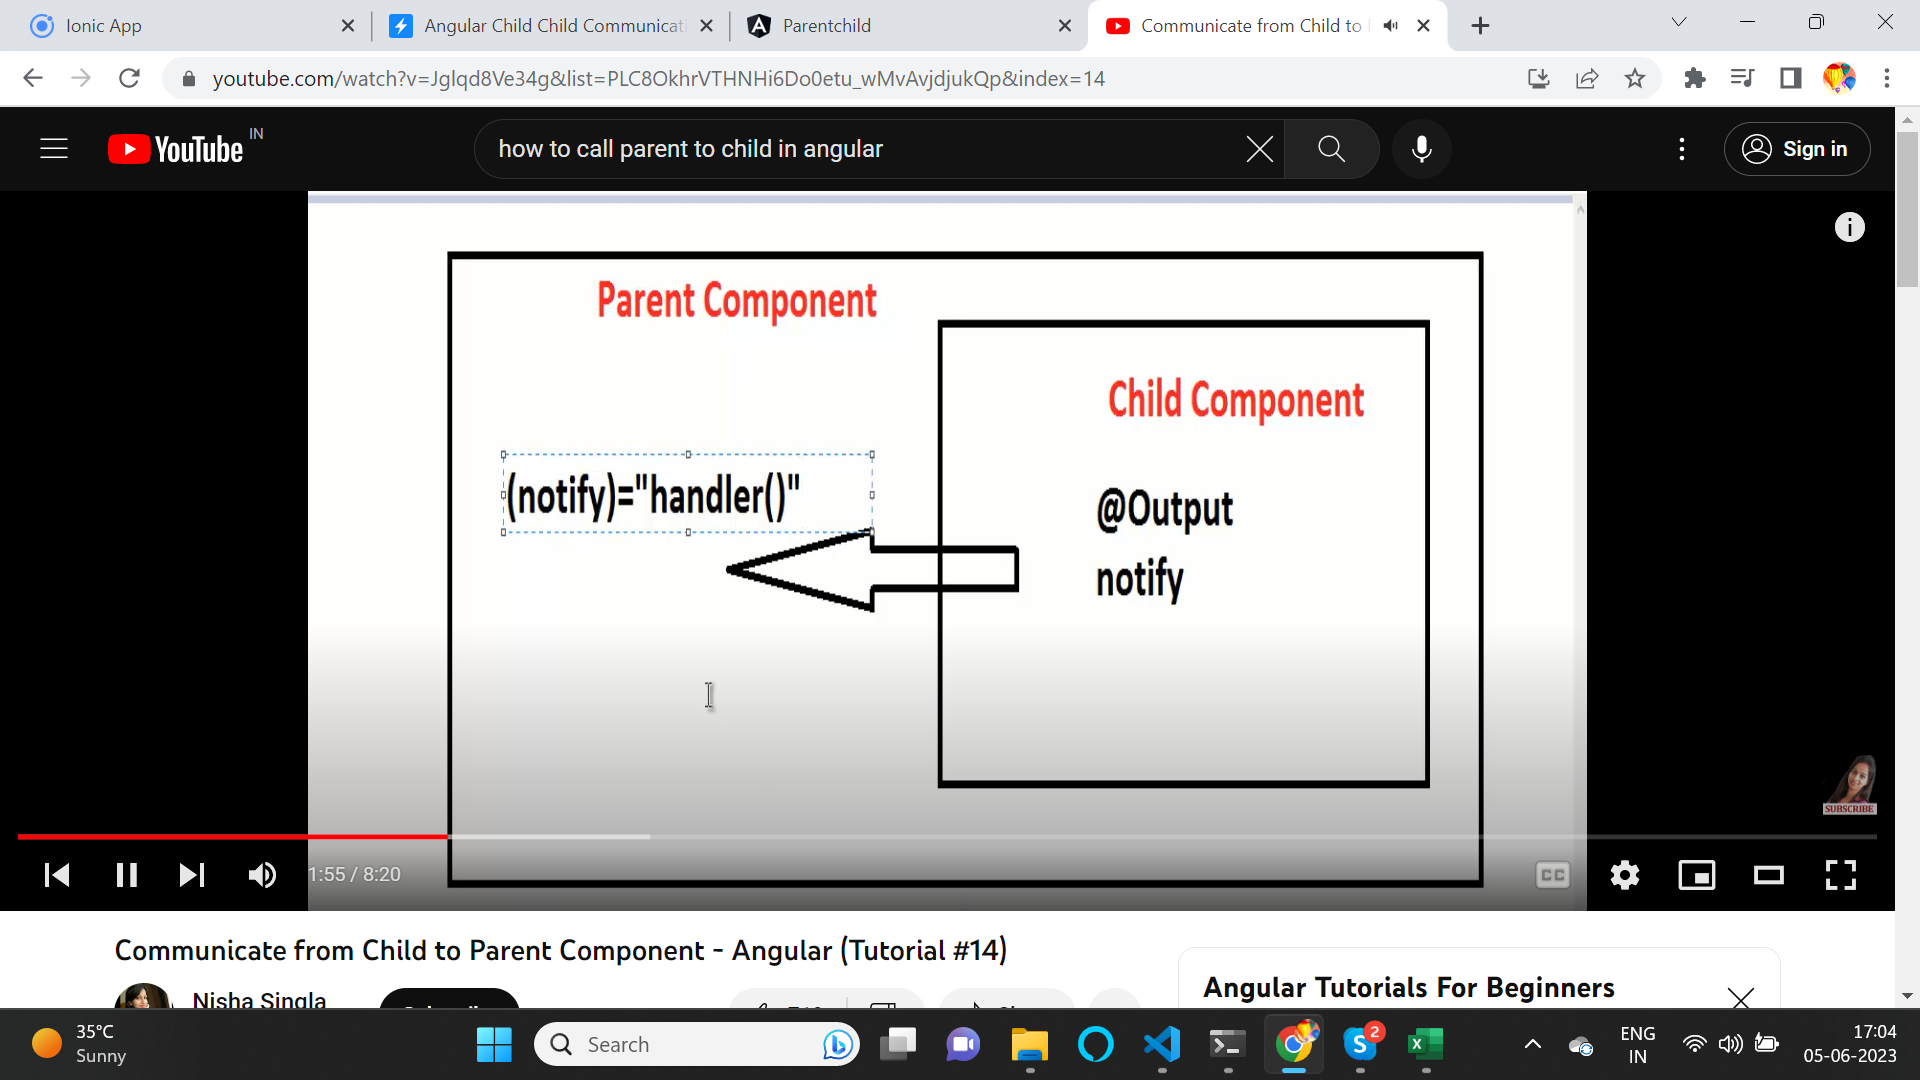 Ionic App
Angular Child Child Communicati
Parentchild
Communicate from Child to
youtube.com/watch?v=Jglqd8Ve34g&list=PLC8OkhrVTHNHi6Do0etu_wMvAvjdjukQp&index=14
YouTube IN
how to call parent to child in angular
Sign in
Parent Component
Child Component
(notify)="handler()"
@Output
notify
SUBSCRIBE
1:55 / 8:20
CC
Communicate from Child to Parent Component - Angular (Tutorial #14)
Angular Tutorials For Beginners
Nisha Singla
35°C
Sunny
Search
2
ENG
IN
17:04
05-06-2023